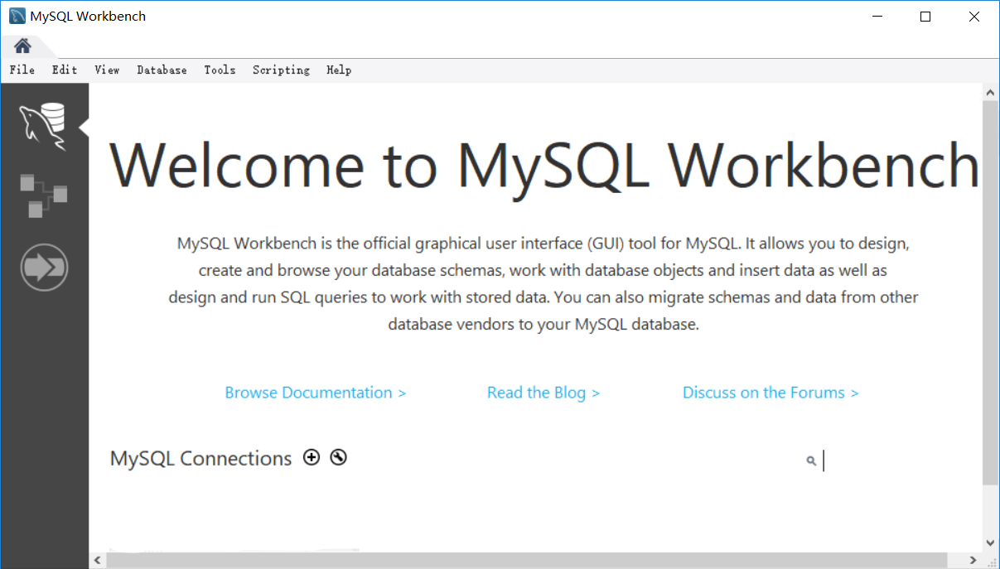 MySQL Workbench
File Edit View Database Tools Scripting Help
Welcome to MySQL Workbench
MySQL Workbench is the official graphical user interface (GUI) tool for MySQL. It allows you to design,
create and browse your database schemas, work with database objects and insert data as well as
design and run SQL queries to work with stored data. You can also migrate schemas and data from other
database vendors to your MySQL database.
Browse Documentation > Read the Blog > Discuss on the Forums >
MySQL Connections